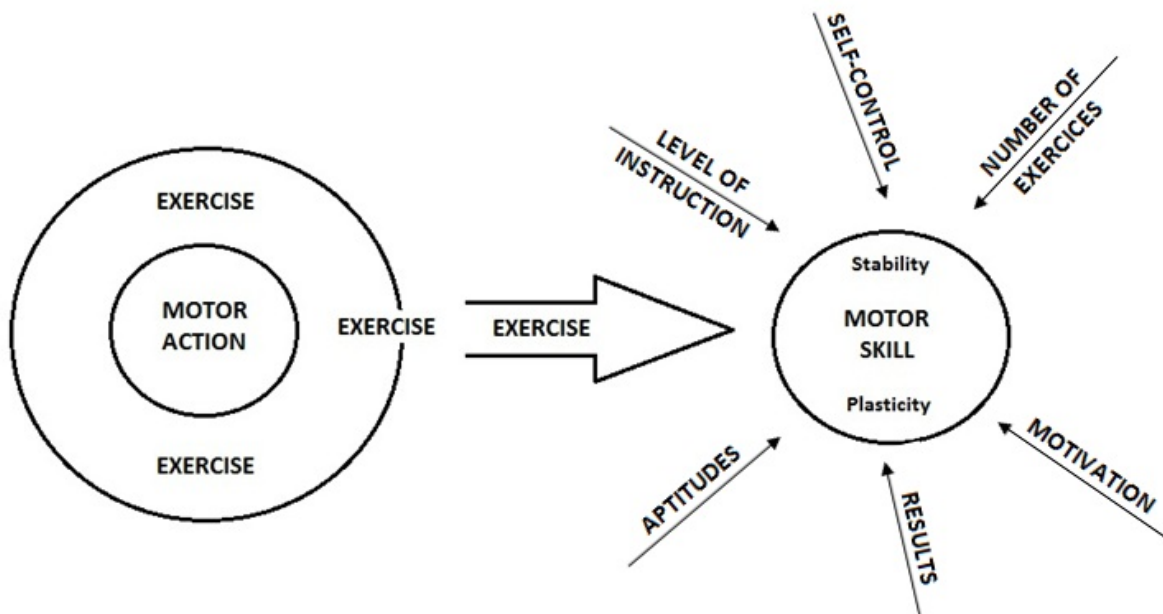 EXERCISE
MOTOR
ACTION
EXERCISE
EXERCISE
EXERCISE
LEVEL OF
INSTRUCTION
SELF-CONTROL
NUMBER OF
EXERCICES
Stability
MOTOR
SKILL
Plasticity
APTITUDES
RESULTS
MOTIVATION